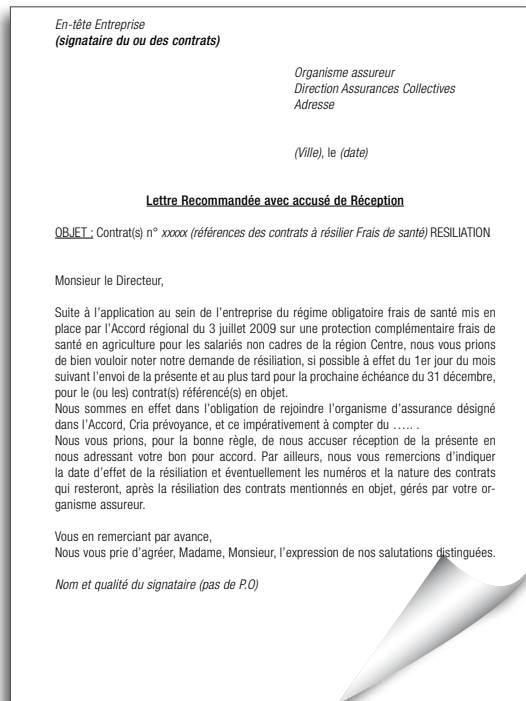 En-tête Entreprise
(signataire du ou des contrats)
Organisme assureur
Direction Assurances Collectives
Adresse
(Ville), le (date)
Lettre Recommandée avec accusé de Réception
OBJET : Contrat(s) n° xxxxx (références des contrats à résilier Frais de santé) RESILIATION
Monsieur le Directeur,
Suite à l'application au sein de l'entreprise du régime obligatoire frais de santé mis en
place par l'Accord régional du 3 juillet 2009 sur une protection complémentaire frais de
santé en agriculture pour les salariés non cadres de la région Centre, nous vous prions
de bien vouloir noter notre demande de résiliation, si possible à effet du 1er jour du mois
suivant l'envoi de la présente et au plus tard pour la prochaine échéance du 31 décembre,
pour le (ou les) contrat(s) référencé(s) en objet.
Nous sommes en effet dans l'obligation de rejoindre l'organisme d'assurance désigné
dans l'Accord, Cria prévoyance, et ce impérativement à compter du ..... .
Nous vous prions, pour la bonne règle, de nous accuser réception de la présente en
nous adressant votre bon pour accord. Par ailleurs, nous vous remercions d'indiquer
la date d'effet de la résiliation et éventuellement les numéros et la nature des contrats
qui resteront, après la résiliation des contrats mentionnés en objet, gérés par votre or-
ganisme assureur.
Vous en remerciant par avance,
Nous vous prie d'agréer, Madame, Monsieur, l'expression de nos salutations distinguées.
Nom et qualité du signataire (pas de P.O)